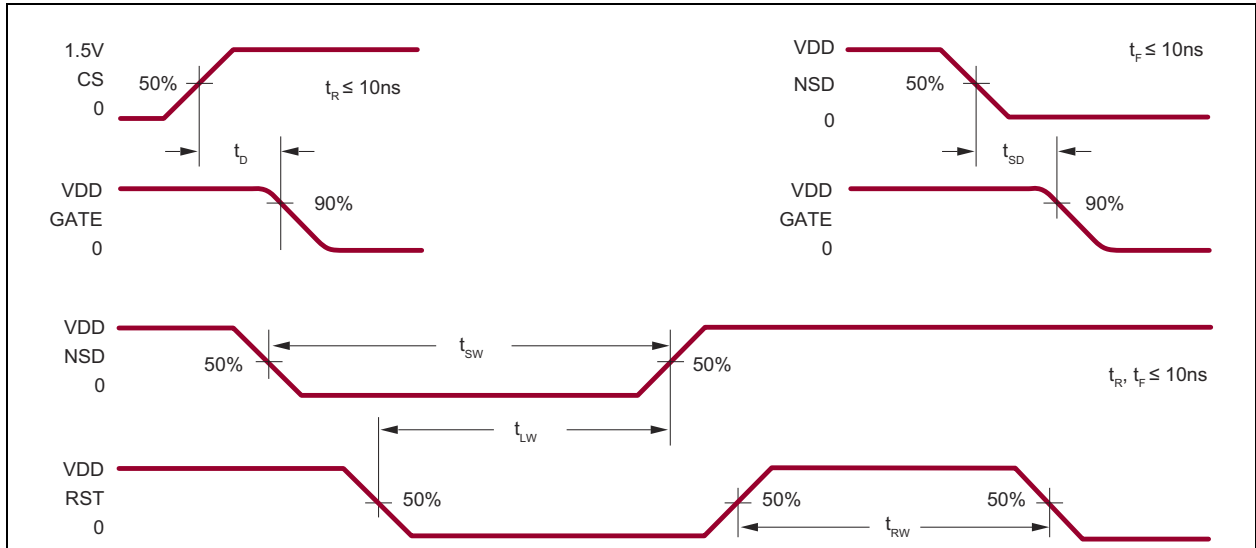 1.5V
CS
0
50%
t_R ≤ 10ns
t_D
VDD
GATE
0
90%
VDD
NSD
0
50%
t_F ≤ 10ns
t_SD
VDD
GATE
0
90%
VDD
NSD
0
50%
t_SW
50%
t_R, t_F ≤ 10ns
t_LW
VDD
RST
0
50%
50%
50%
t_RW